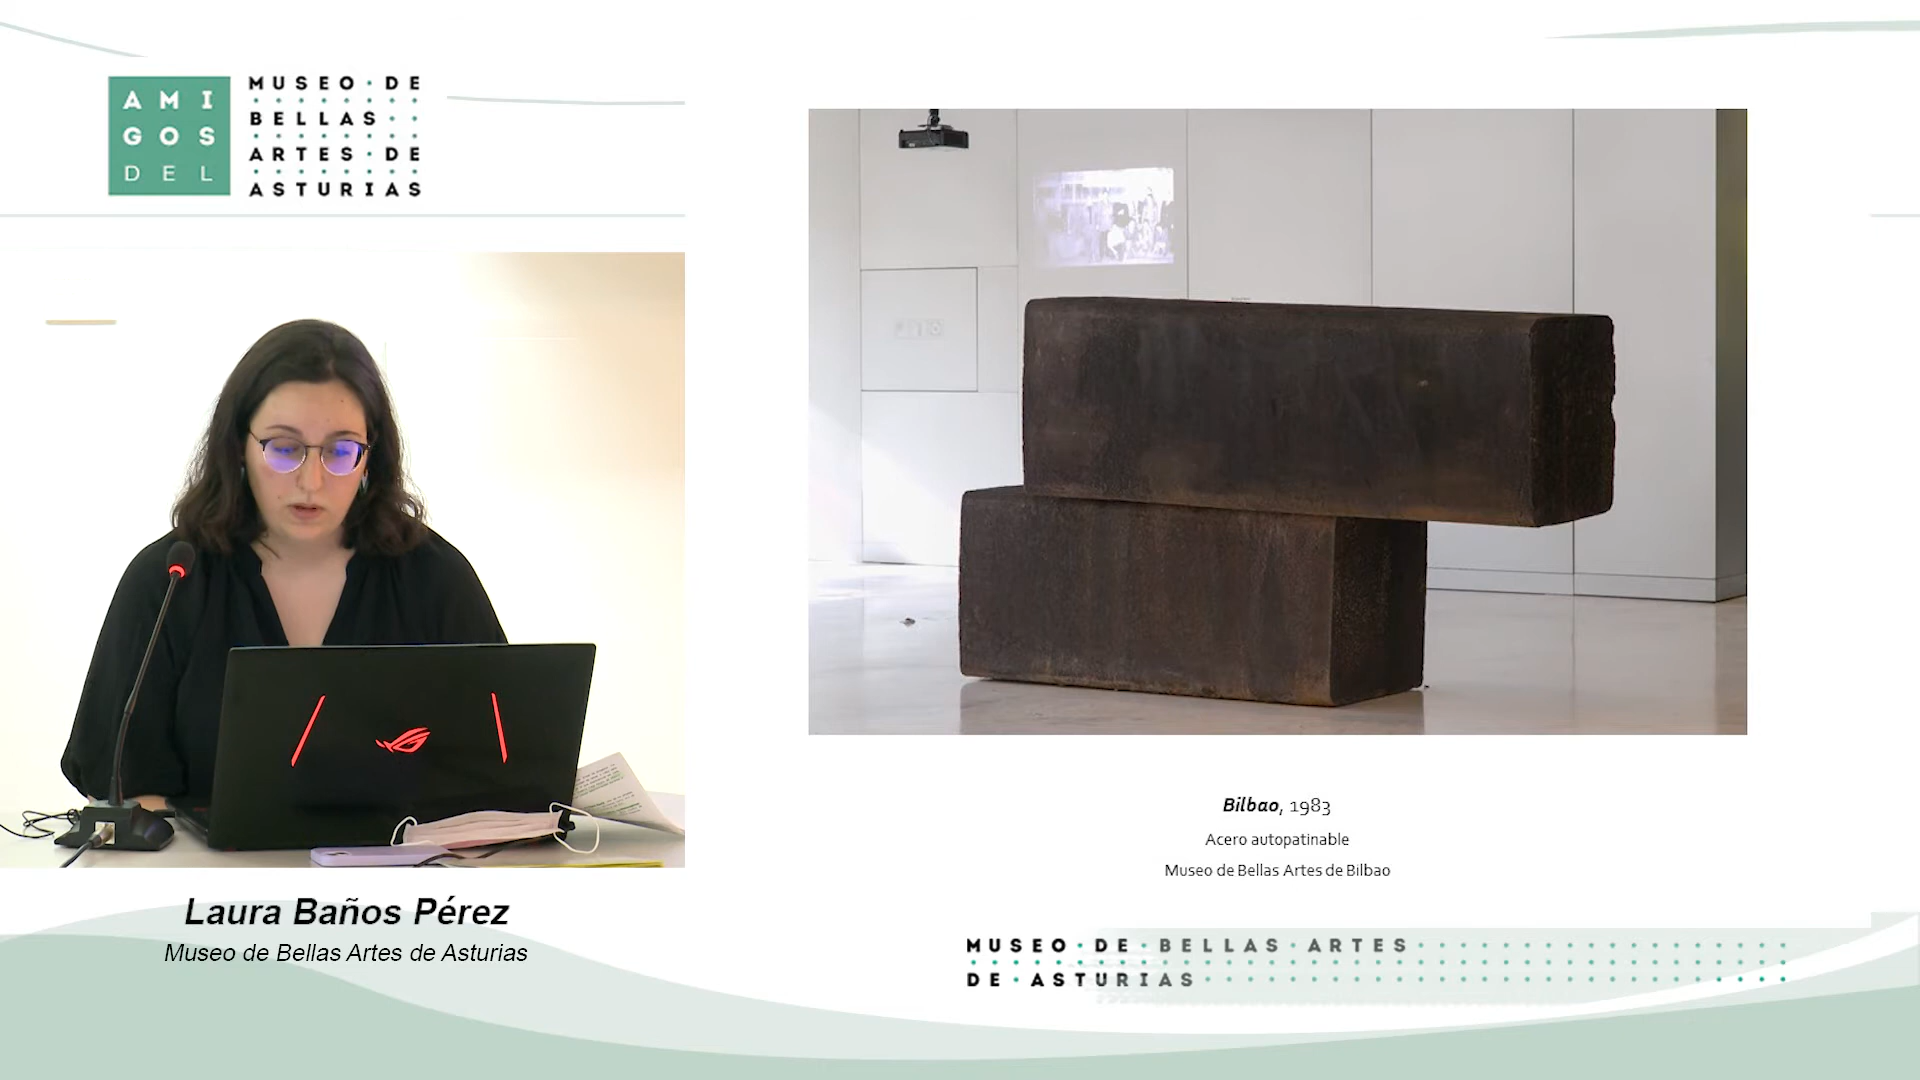 AMI
GOS
DEL
MUSEO·DE
BELLAS
ARTES·DE
ASTURIAS
Bilbao, 1983
Acero autopatinable
Museo de Bellas Artes de Bilbao
Laura Baños Pérez
Museo de Bellas Artes de Asturias
MUSEO·DE·BELLAS·ARTES
DE·ASTURIAS